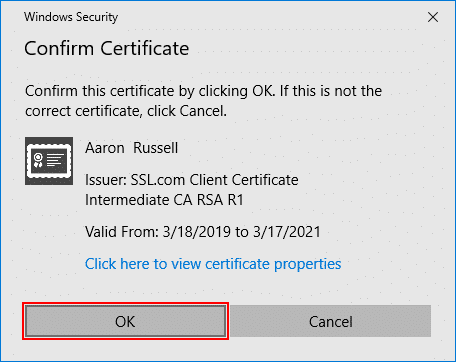 Windows Security
Confirm Certificate
Confirm this certificate by clicking OK. If this is not the
correct certificate, click Cancel.
Aaron  Russell
Issuer: SSL.com Client Certificate
Intermediate CA RSA R1
Valid From: 3/18/2019 to 3/17/2021
Click here to view certificate properties
OK
Cancel